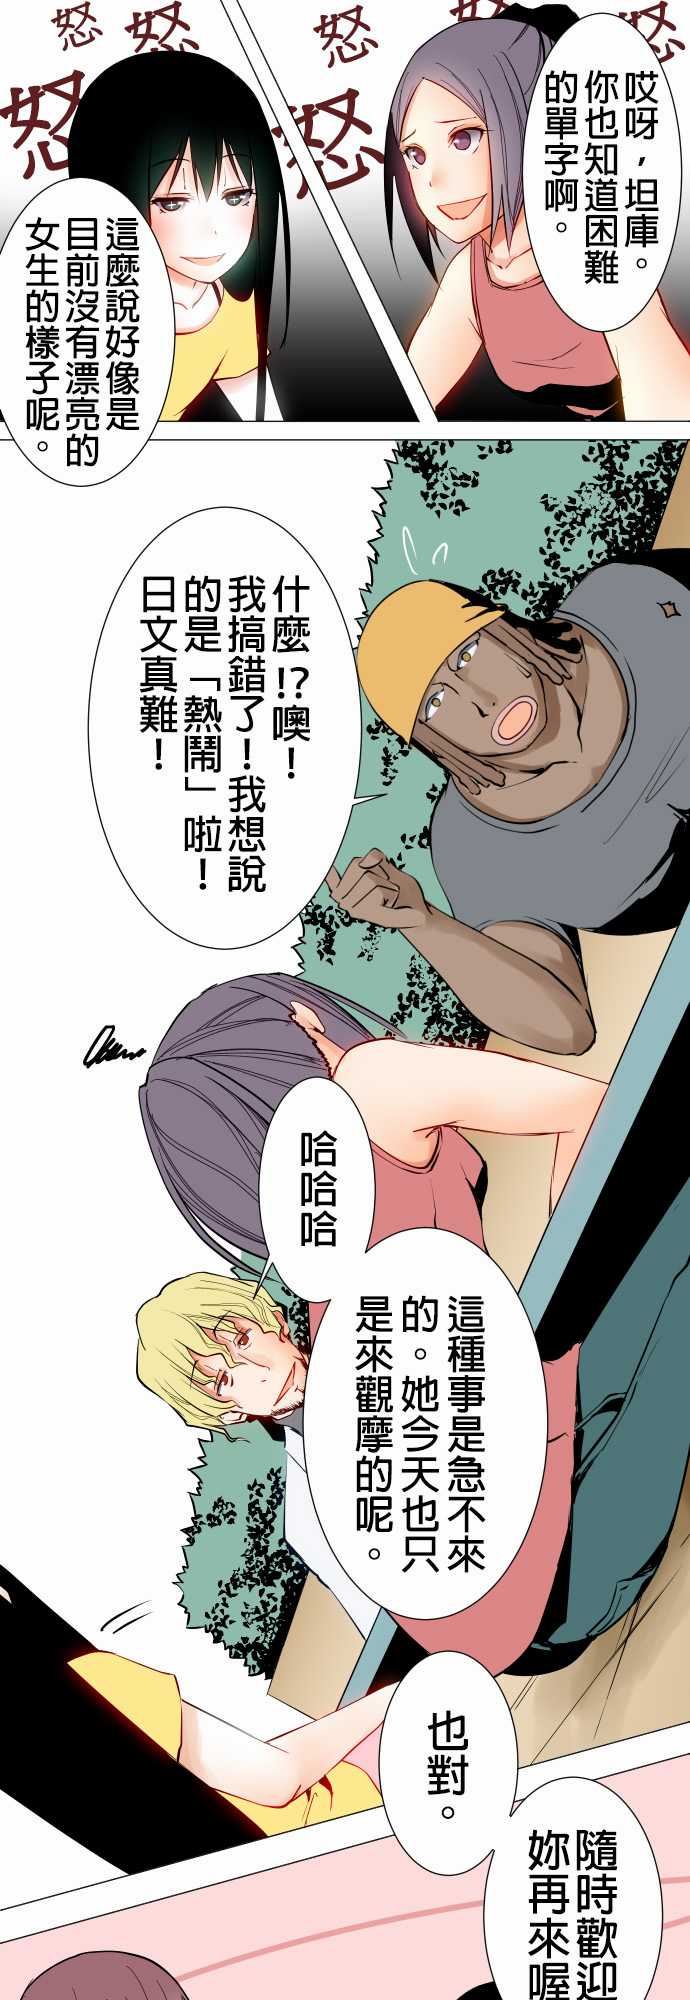 怒
怒
怒
怒
怒
怒
怒
哎呀，坦庫。
你也知道困難
的單字啊。
這麼說好像是
目前沒有漂亮的
女生的樣子呢。
什麼!?噢！
我搞錯了！我想說
的是「熱鬧」啦！
日文真難！
哈哈哈
這種事是急不來
的。她今天也只
是來觀摩的呢。
也對。
隨時歡迎
妳再來喔